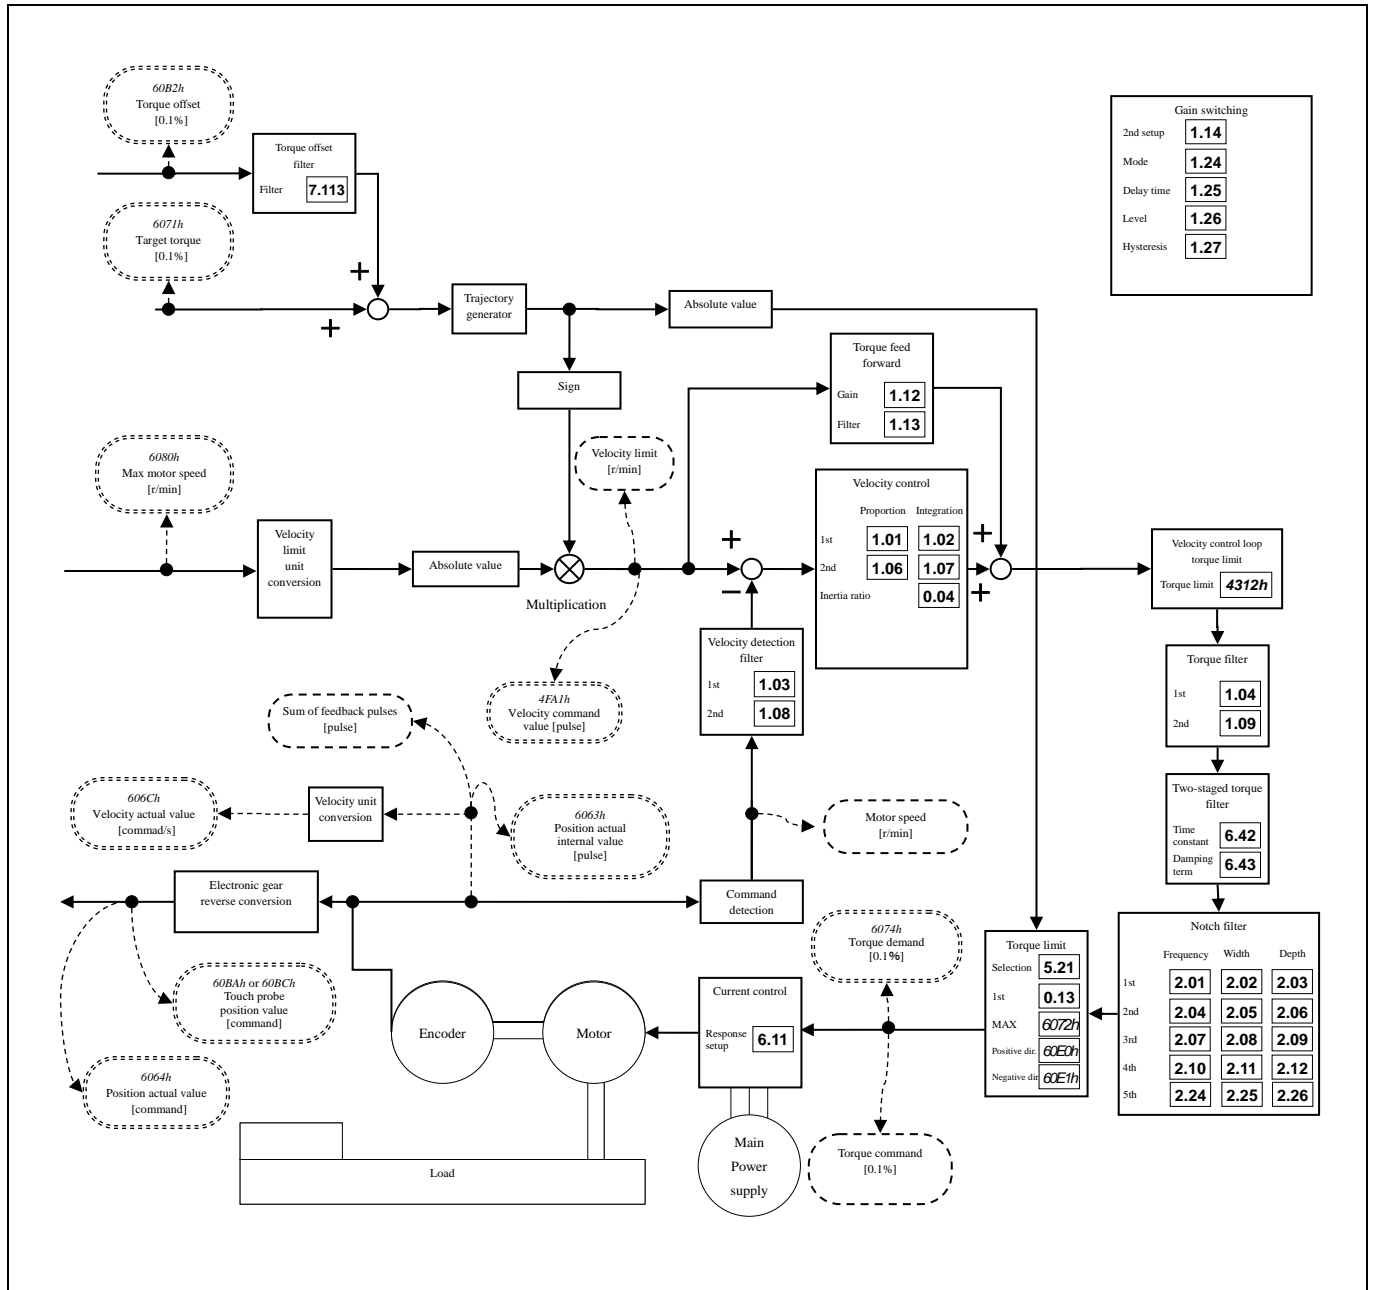 60B2h
Torque offset
[0.1%]
Torque offset
filter
Filter 7.113
6071h
Target torque
[0.1%]
+
+
Trajectory
generator
Absolute value
Sign
Gain switching
2nd setup 1.14
Mode 1.24
Delay time 1.25
Level 1.26
Hysteresis 1.27
Torque feed
forward
Gain 1.12
Filter 1.13
6080h
Max motor speed
[r/min]
Velocity limit
[r/min]
Velocity
limit
unit
conversion
Absolute value
Multiplication
+
−
Velocity control
Proportion Integration
1st 1.01 1.02
2nd 1.06 1.07
Inertia ratio 0.04
+
+
Velocity control loop
torque limit
Torque limit 4312h
Velocity detection
filter
1st 1.03
2nd 1.08
Torque filter
1st 1.04
2nd 1.09
4FA1h
Velocity command
value [pulse]
Sum of feedback pulses
[pulse]
606Ch
Velocity actual value
[commad/s]
Velocity unit
conversion
6063h
Position actual
internal value
[pulse]
Motor speed
[r/min]
Two-staged torque
filter
Time
constant 6.42
Damping
term 6.43
Electronic gear
reverse conversion
Command
detection
6074h
Torque demand
[0.1%]
Torque limit
Selection 5.21
1st 0.13
MAX 6072h
Positive dir. 60E0h
Negative dir. 60E1h
Notch filter
Frequency Width Depth
1st 2.01 2.02 2.03
2nd 2.04 2.05 2.06
3rd 2.07 2.08 2.09
4th 2.10 2.11 2.12
5th 2.24 2.25 2.26
60BAh or 60BCh
Touch probe
position value
[command]
Encoder
Motor
Current control
Response
setup 6.11
6064h
Position actual value
[command]
Load
Main
Power
supply
Torque command
[0.1%]